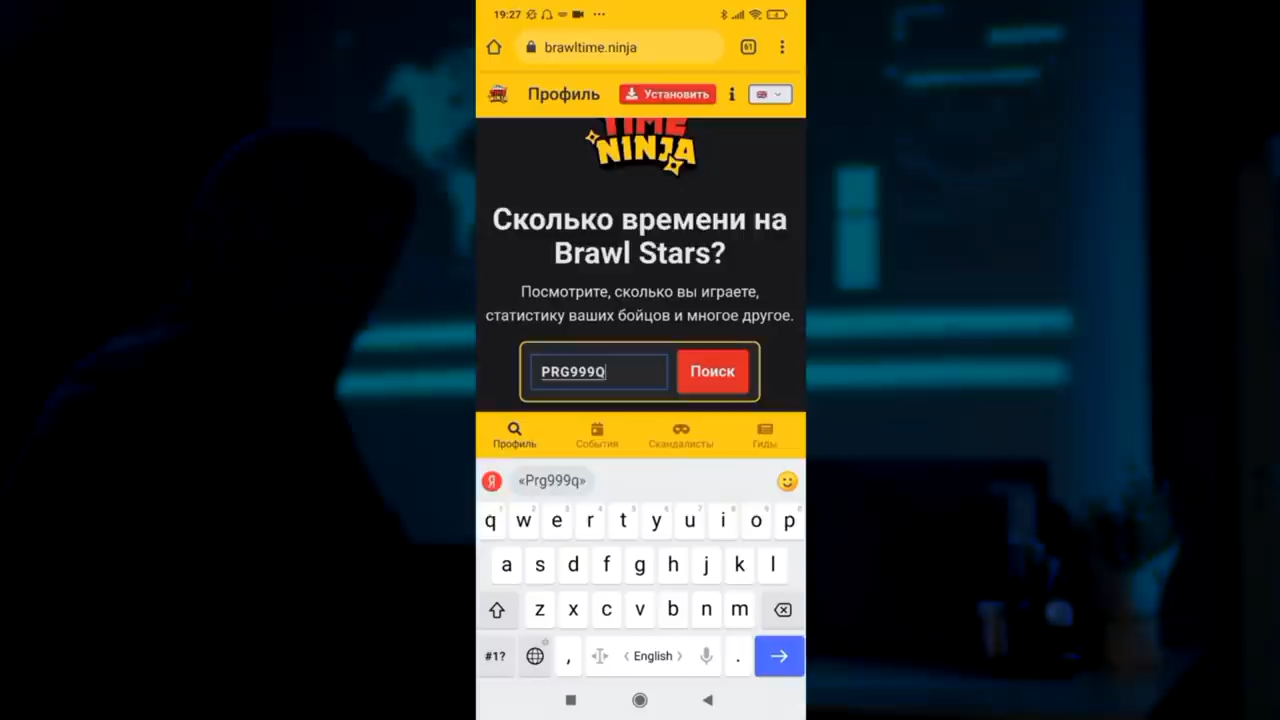 19:27
61
brawltime.ninja
Профиль
Установить
TIME
NINJA
Сколько времени на
Brawl Stars?
Посмотрите, сколько вы играете,
статистику ваших бойцов и многое другое.
PRG999Q
Поиск
Профиль События Скандалисты Гиды
Я «Prg999q»
q w e r t y u i o p
a s d f g h j k l
z x c v b n m
#1? , English .